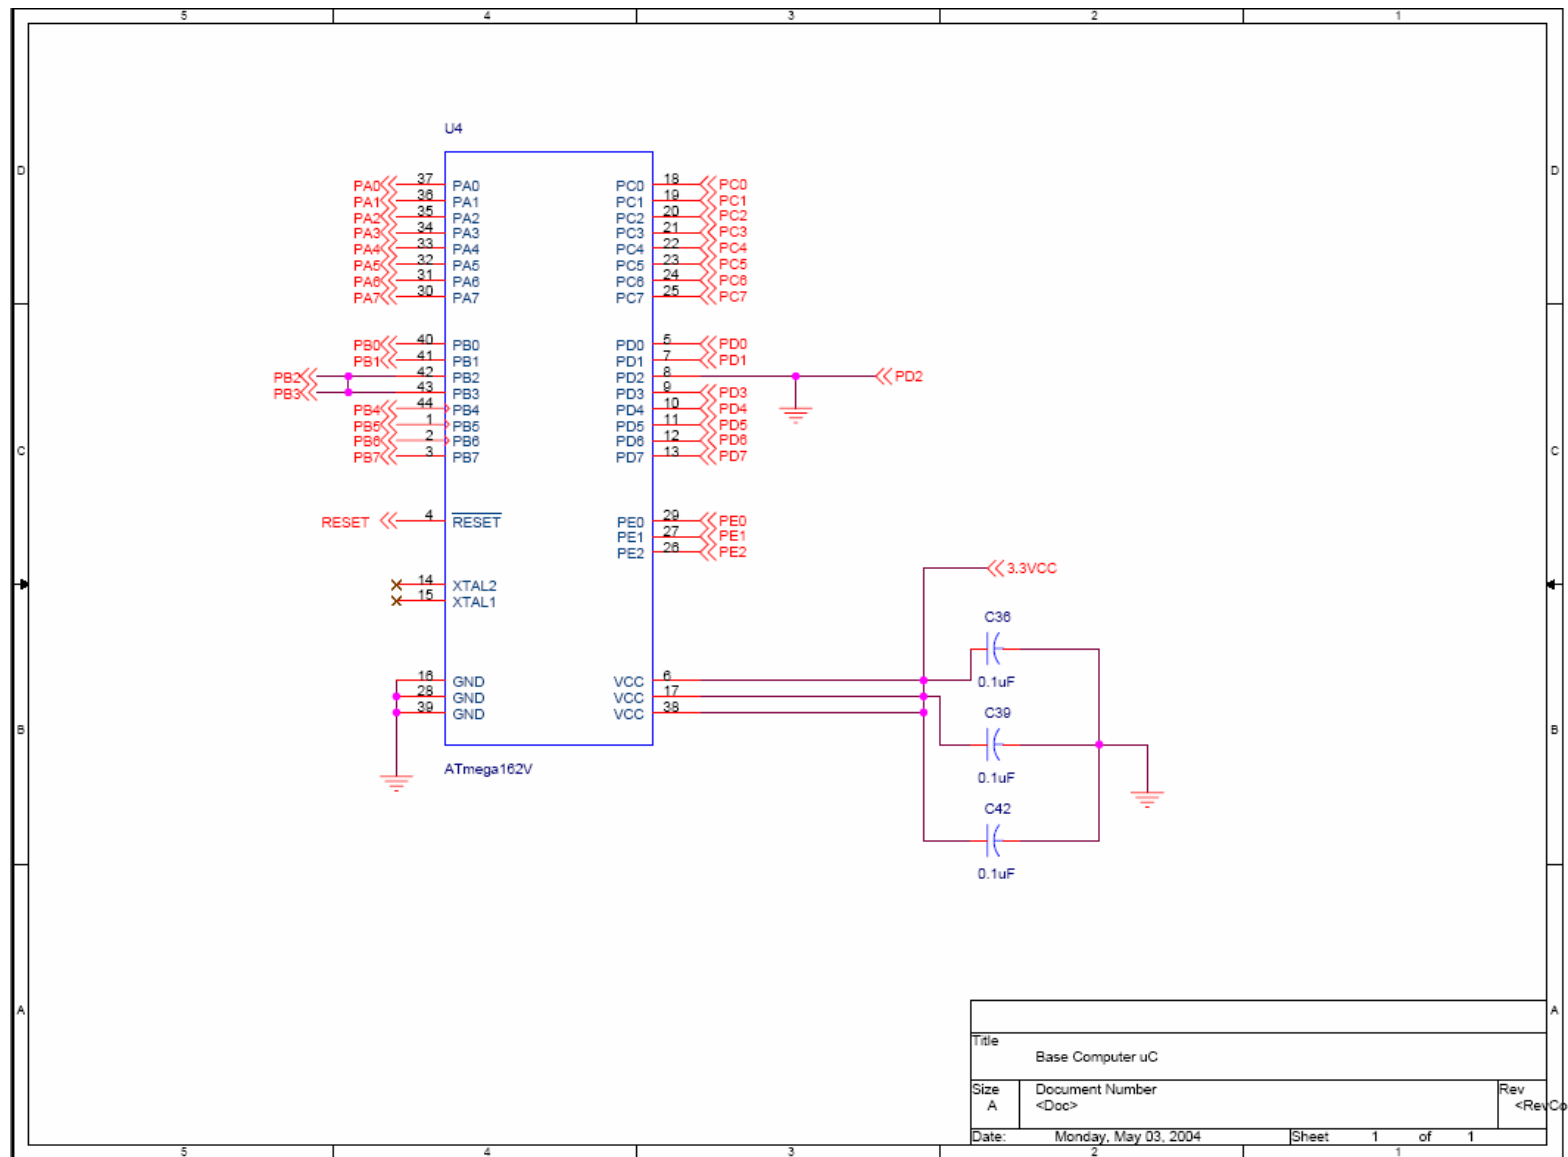 5 4 3 2 1
D D
C C
B B
A A
U4
PA0 37 PA0 PC0 18 PC0
PA1 36 PA1 PC1 19 PC1
PA2 35 PA2 PC2 20 PC2
PA3 34 PA3 PC3 21 PC3
PA4 33 PA4 PC4 22 PC4
PA5 32 PA5 PC5 23 PC5
PA6 31 PA6 PC6 24 PC6
PA7 30 PA7 PC7 25 PC7
PB0 40 PB0 PD0 5 PD0
PB1 41 PB1 PD1 7 PD1
PB2 42 PB2 PD2 8 PD2
PB3 43 PB3 PD3 9 PD3
PB4 44 PB4 PD4 10 PD4
PB5 1 PB5 PD5 11 PD5
PB6 2 PB6 PD6 12 PD6
PB7 3 PB7 PD7 13 PD7
RESET 4 RESET PE0 29 PE0
PE1 27 PE1
PE2 26 PE2
3.3VCC
14 XTAL2
15 XTAL1
C36
0.1uF
16 GND VCC 6
28 GND VCC 17
39 GND VCC 38
C39
0.1uF
ATmega162V
C42
0.1uF
Title
Base Computer uC
Size Document Number Rev
A <Doc> <RevCo
Date: Monday, May 03, 2004 Sheet 1 of 1
5 4 3 2 1